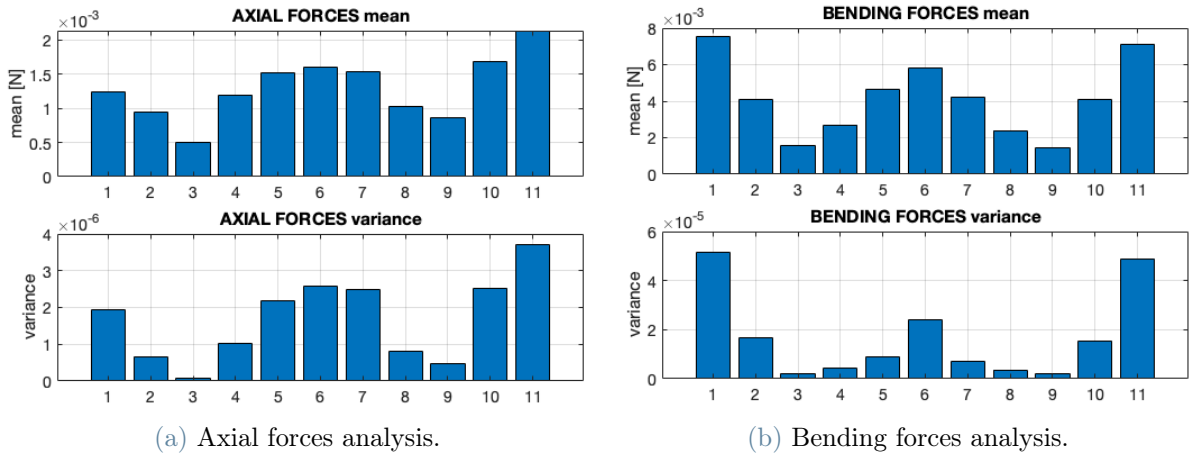 AXIAL FORCES mean
×10⁻³
mean [N]
2
1.5
1
0.5
0
1 2 3 4 5 6 7 8 9 10 11
AXIAL FORCES variance
×10⁻⁶
variance
4
3
2
1
0
1 2 3 4 5 6 7 8 9 10 11
(a) Axial forces analysis.
BENDING FORCES mean
×10⁻³
mean [N]
8
6
4
2
0
1 2 3 4 5 6 7 8 9 10 11
BENDING FORCES variance
×10⁻⁵
variance
6
4
2
0
1 2 3 4 5 6 7 8 9 10 11
(b) Bending forces analysis.